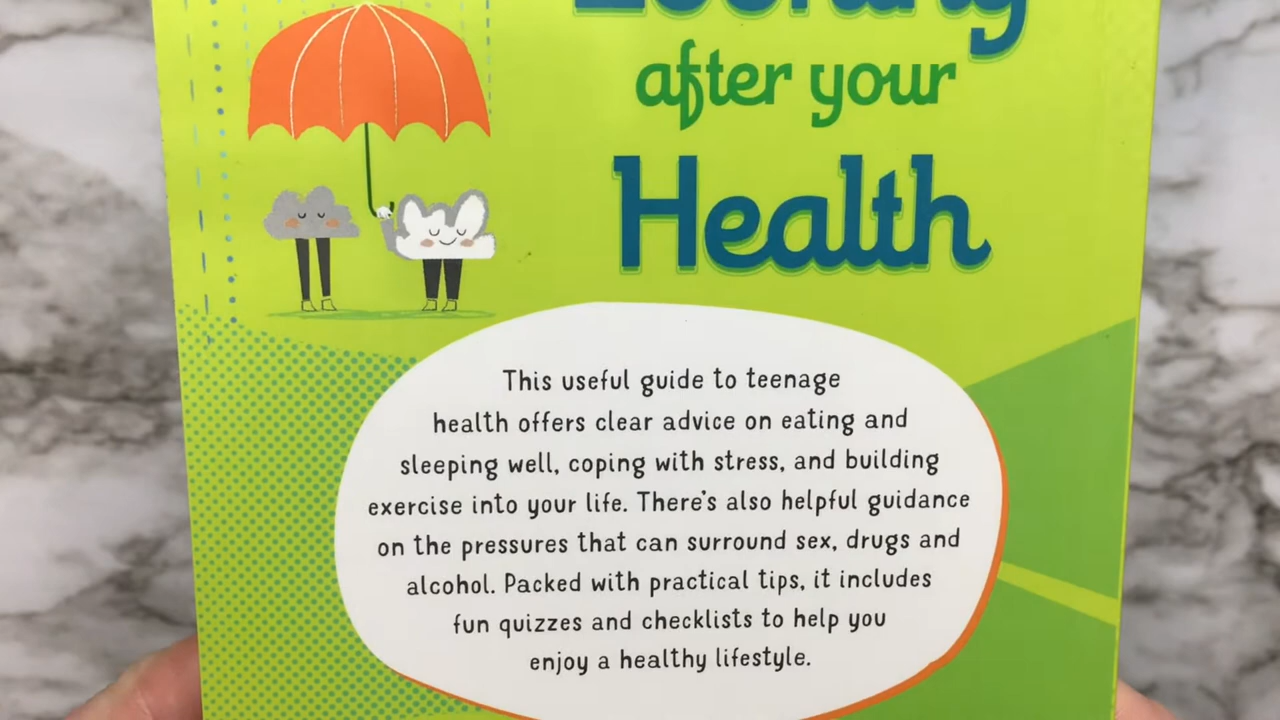 Looking
after your
Health
This useful guide to teenage
health offers clear advice on eating and
sleeping well, coping with stress, and building
exercise into your life. There's also helpful guidance
on the pressures that can surround sex, drugs and
alcohol. Packed with practical tips, it includes
fun quizzes and checklists to help you
enjoy a healthy lifestyle.